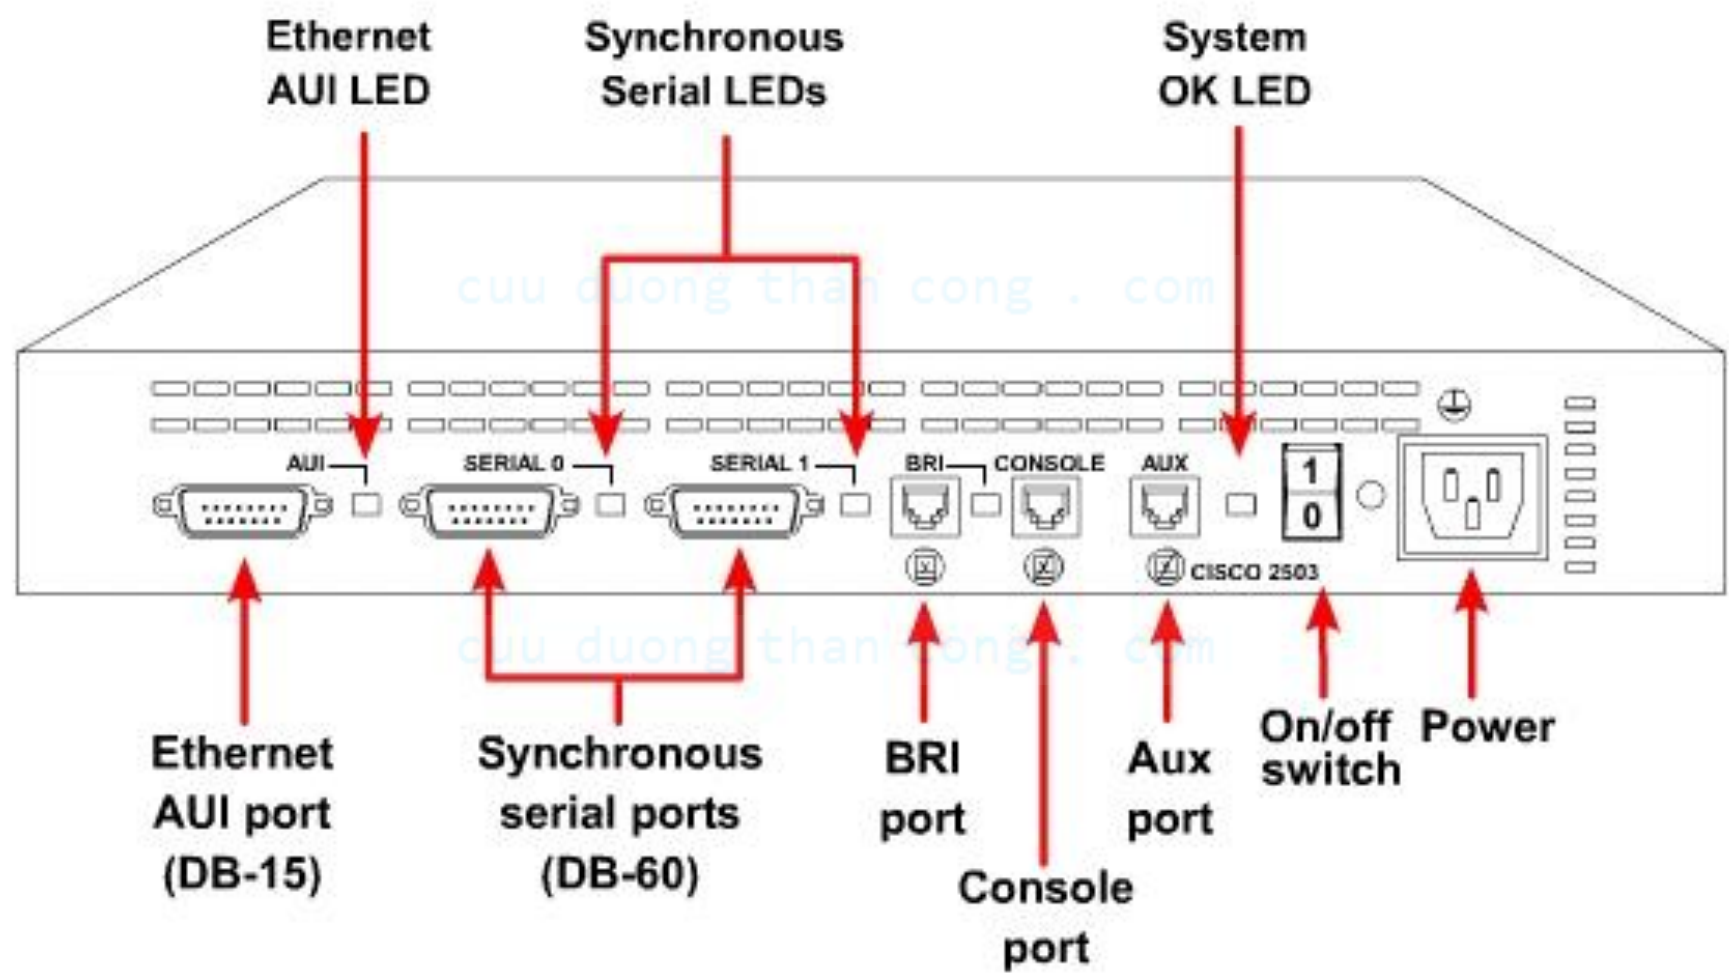 Ethernet
AUI LED
Synchronous
Serial LEDs
System
OK LED
cuu duong than cong . com
AUI
SERIAL 0
SERIAL 1
BRI
CONSOLE
AUX
1
0
CISCO 2503
cuu duong than cong . com
Ethernet
AUI port
(DB-15)
Synchronous
serial ports
(DB-60)
BRI
port
Console
port
Aux
port
On/off
switch
Power